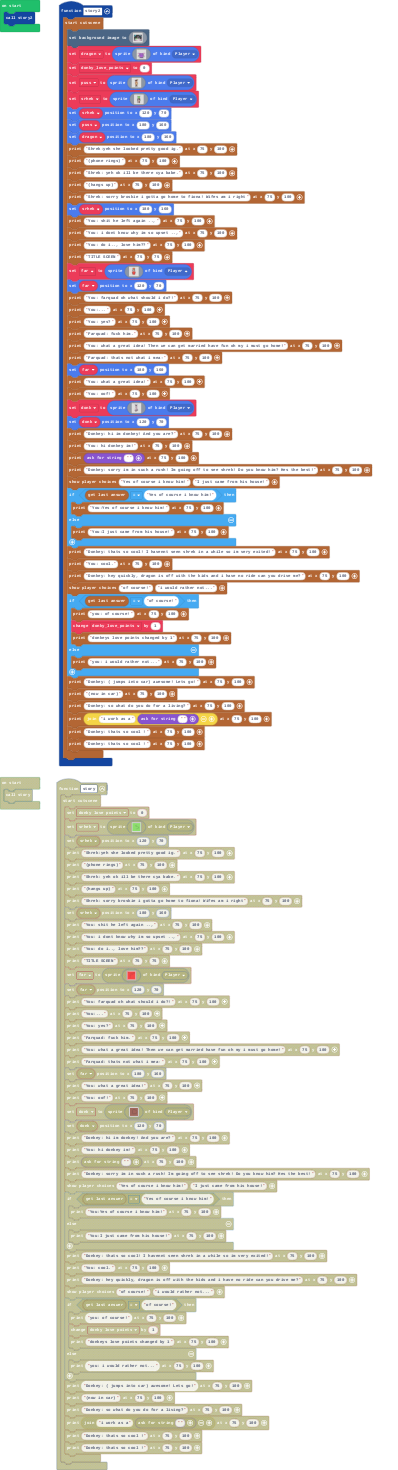 on start
call story2
function story2
start cutscene
set background image to
set dragon to sprite of kind Player
set donky_love_points to 0
set puss to sprite of kind Player
set shrek to sprite of kind Player
set shrek position to x 120 y 70
set puss position to x 120 y 100
set dragon position to x 100 y 100
print "Shrek:yeh she looked pretty good ig." at x 75 y 100
print "(phone rings)" at x 75 y 100
print "Shrek: yeh ok ill be there rya babe." at x 75 y 100
print "(hangs up)" at x 75 y 100
print "Shrek: sorry brookie i gotta go home to fiona! Wifes am i right" at x 75 y 100
set shrek position to x 160 y 160
print "You: shit he left again ..." at x 75 y 100
print "You: i dont know why im so upset ..." at x 75 y 100
print "You: do i .. love him??" at x 75 y 100
print "TITLE SCREEN" at x 75 y 75
set far to sprite of kind Player
set far position to x 120 y 70
print "You: farquad oh what should i do?!" at x 75 y 100
print "You:..." at x 75 y 100
print "You: yes?" at x 75 y 100
print "Farquad: fuck him." at x 75 y 100
print "You: what a great idea! Then we can get married have fun oh my i must go home!" at x 75 y 100
print "Farquad: thats not what i mea-" at x 75 y 100
set far position to x 160 y 160
print "You: what a great idea!" at x 75 y 100
print "You: oof!" at x 75 y 100
set donk to sprite of kind Player
set donk position to x 120 y 70
print "Donkey: hi im donkey! And you are?" at x 75 y 100
print "You: hi donkey im!" at x 75 y 100
print ask for string "" at x 75 y 100
print "Donkey: sorry im in such a rush! Im going off to see shrek! Do you know him? Hes the best!" at x 75 y 100
show player choices "Yes of course i know him!" "I just came from his house!"
if get last answer = "Yes of course i know him!" then
print "You:Yes of course i know him!" at x 75 y 100
else
print "You:I just came from his house!" at x 75 y 100
print "Donkey: thats so cool! I havenet seen shrek in a while so im very exited!" at x 75 y 100
print "You: cool." at x 75 y 100
print "Donkey: hey quickly, dragon is off with the kids and i have no ride can you drive me?" at x 75 y 100
show player choices "of course!" "i would rather not..."
if get last answer = "of course!" then
print "you: of course!" at x 75 y 100
change donky_love_points by 1
print "donkeys love points changed by 1" at x 75 y 100
else
print "you: i would rather not..." at x 75 y 100
print "Donkey: ( jumps into car) awesome! Lets go!" at x 75 y 100
print "(now in car)" at x 75 y 100
print "Donkey: so what do you do for a living?" at x 75 y 100
print join "i work as a" ask for string "" at x 75 y 100
print "Donkey: thats so cool !" at x 75 y 100
print "Donkey: thats so cool !" at x 75 y 100
on start
call story
function story
start cutscene
set donky_love_points to 0
set shrek to sprite of kind Player
set shrek position to x 120 y 70
print "Shrek:yeh she looked pretty good ig." at x 75 y 100
print "(phone rings)" at x 75 y 100
print "Shrek: yeh ok ill be there rya babe." at x 75 y 100
print "(hangs up)" at x 75 y 100
print "Shrek: sorry brookie i gotta go home to fiona! Wifes am i right" at x 75 y 100
set shrek position to x 160 y 160
print "You: shit he left again ..." at x 75 y 100
print "You: i dont know why im so upset ..." at x 75 y 100
print "You: do i .. love him??" at x 75 y 100
print "TITLE SCREEN" at x 75 y 75
set far to sprite of kind Player
set far position to x 120 y 70
print "You: farquad oh what should i do?!" at x 75 y 100
print "You:..." at x 75 y 100
print "You: yes?" at x 75 y 100
print "Farquad: fuck him." at x 75 y 100
print "You: what a great idea! Then we can get married have fun oh my i must go home!" at x 75 y 100
print "Farquad: thats not what i mea-" at x 75 y 100
set far position to x 160 y 160
print "You: what a great idea!" at x 75 y 100
print "You: oof!" at x 75 y 100
set donk to sprite of kind Player
set donk position to x 120 y 70
print "Donkey: hi im donkey! And you are?" at x 75 y 100
print "You: hi donkey im!" at x 75 y 100
print ask for string "" at x 75 y 100
print "Donkey: sorry im in such a rush! Im going off to see shrek! Do you know him? Hes the best!" at x 75 y 100
show player choices "Yes of course i know him!" "I just came from his house!"
if get last answer = "Yes of course i know him!" then
print "You:Yes of course i know him!" at x 75 y 100
else
print "You:I just came from his house!" at x 75 y 100
print "Donkey: thats so cool! I havenet seen shrek in a while so im very exited!" at x 75 y 100
print "You: cool." at x 75 y 100
print "Donkey: hey quickly, dragon is off with the kids and i have no ride can you drive me?" at x 75 y 100
show player choices "of course!" "i would rather not..."
if get last answer = "of course!" then
print "you: of course!" at x 75 y 100
change donky_love_points by 1
print "donkeys love points changed by 1" at x 75 y 100
else
print "you: i would rather not..." at x 75 y 100
print "Donkey: ( jumps into car) awesome! Lets go!" at x 75 y 100
print "(now in car)" at x 75 y 100
print "Donkey: so what do you do for a living?" at x 75 y 100
print join "i work as a" ask for string "" at x 75 y 100
print "Donkey: thats so cool !" at x 75 y 100
print "Donkey: thats so cool !" at x 75 y 100